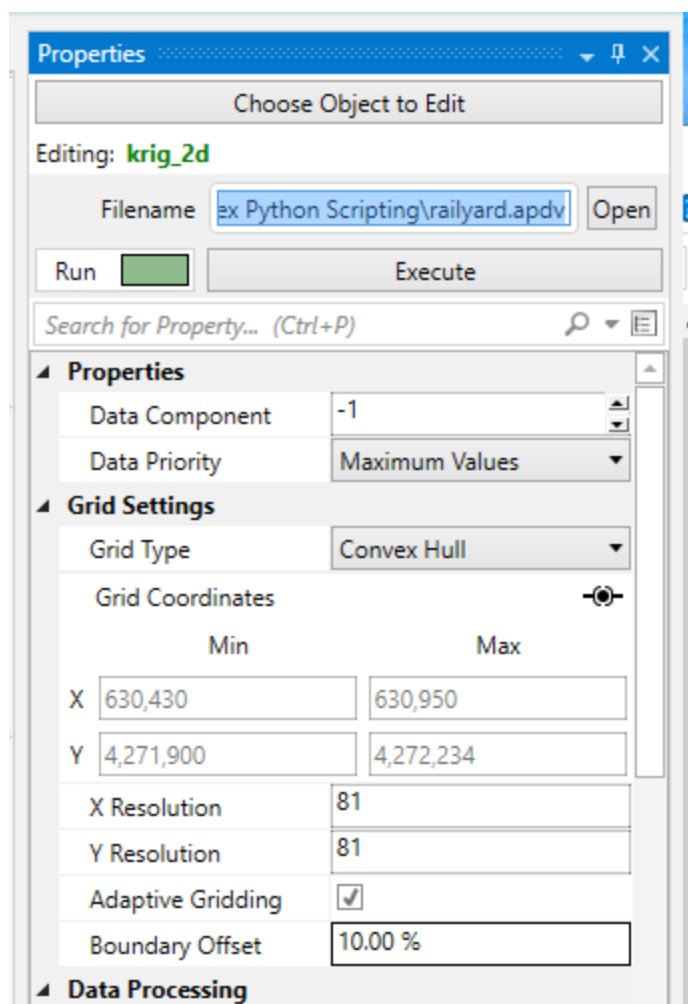 Properties
Choose Object to Edit
Editing: krig_2d
Filename ex Python Scripting\railyard.apdv Open
Run Execute
Search for Property... (Ctrl+P)
Properties
Data Component -1
Data Priority Maximum Values
Grid Settings
Grid Type Convex Hull
Grid Coordinates
Min Max
X 630,430 630,950
Y 4,271,900 4,272,234
X Resolution 81
Y Resolution 81
Adaptive Gridding
Boundary Offset 10.00 %
Data Processing